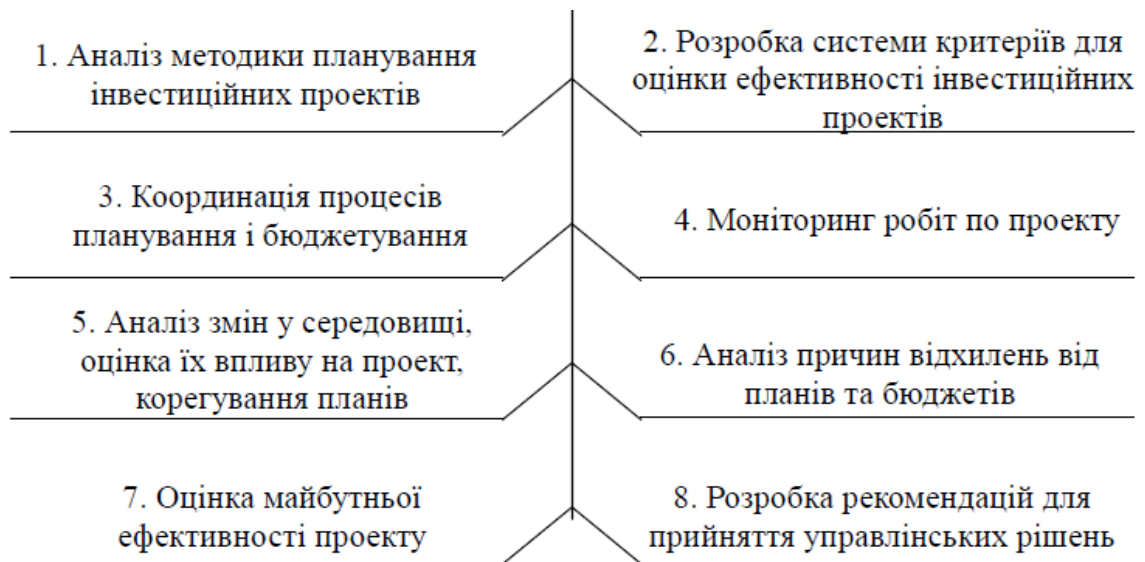 1. Аналіз методики планування
інвестиційних проектів
2. Розробка системи критеріїв для
оцінки ефективності інвестиційних
проектів
3. Координація процесів
планування і бюджетування
4. Моніторинг робіт по проекту
5. Аналіз змін у середовищі,
оцінка їх впливу на проект,
корегування планів
6. Аналіз причин відхилень від
планів та бюджетів
7. Оцінка майбутньої
ефективності проекту
8. Розробка рекомендацій для
прийняття управлінських рішень